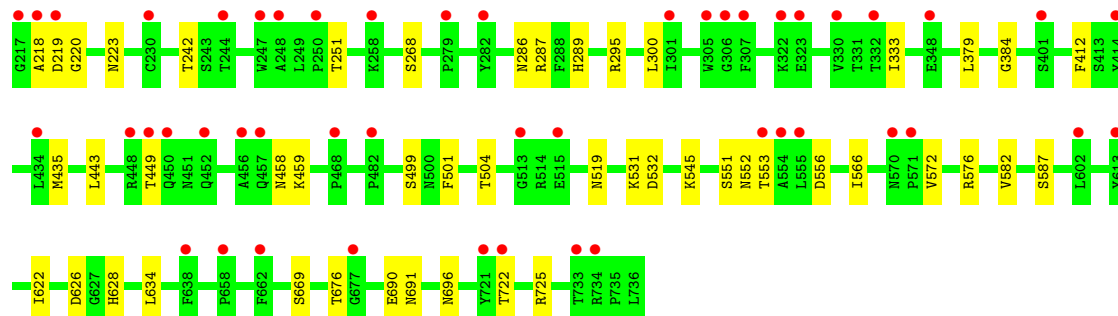 G217 A218 D219 G220 N223 C230 T242 S243 T244 W247 A248 L249 P250 T251 K258 S268 P279 Y282 N286 R287 F288 H289 R295 L300 I301 W305 G306 F307 K322 E323 V330 T331 T332 I333 E348 L379 G384 S401 F412 S413
L434 M435 L443 R448 T449 Q450 N451 Q452 A456 Q457 N458 K459 P468 P482 S499 N500 F501 T504 G513 R514 E515 N519 K531 D532 K545 S551 N552 T553 A554 L555 D556 I566 N570 P571 V572 R576 V582 S587 L602
I622 D626 G627 H628 L634 F638 P658 F662 S669 T676 G677 E690 N691 N696 Y721 T722 R725 T733 R734 P735 L736